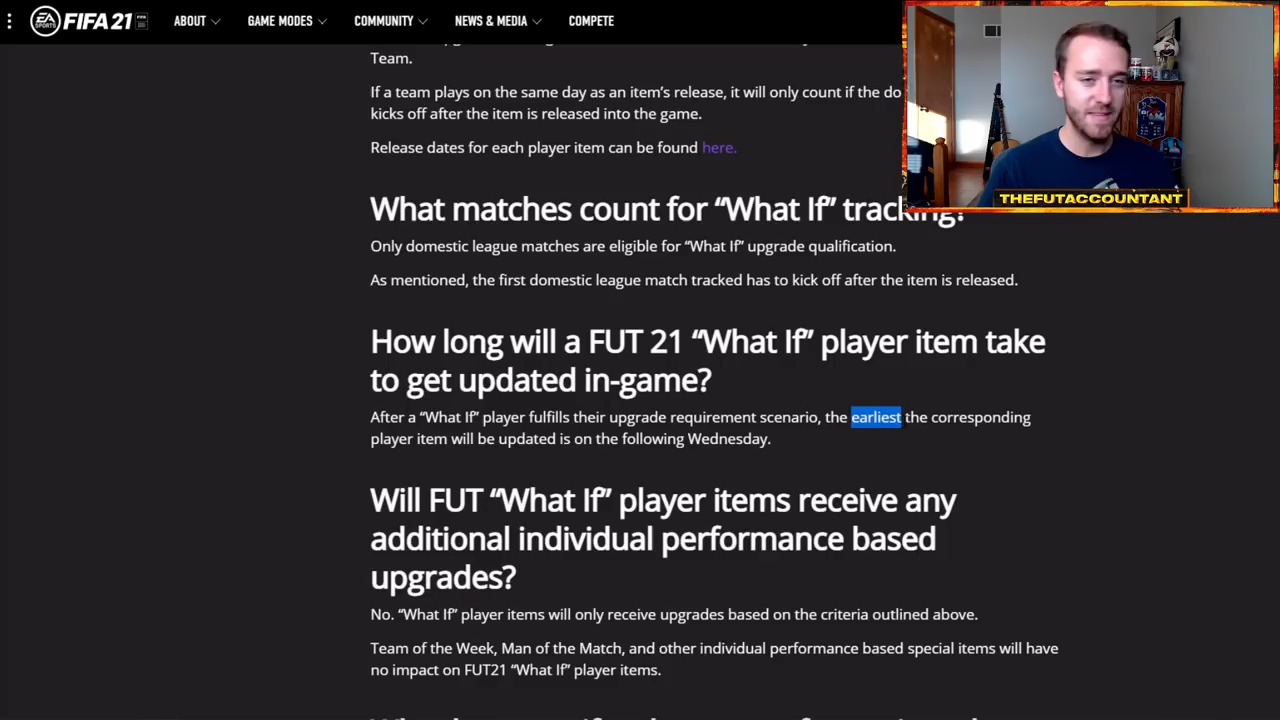 EA SPORTS FIFA 21 ABOUT GAME MODES COMMUNITY NEWS & MEDIA COMPETE
Team.
If a team plays on the same day as an item's release, it will only count if the do
kicks off after the item is released into the game.
Release dates for each player item can be found here.
THEFUTACCOUNTANT
What matches count for “What If” tracking?
Only domestic league matches are eligible for “What If” upgrade qualification.
As mentioned, the first domestic league match tracked has to kick off after the item is released.
How long will a FUT 21 “What If” player item take
to get updated in-game?
After a “What If” player fulfills their upgrade requirement scenario, the earliest the corresponding
player item will be updated is on the following Wednesday.
Will FUT “What If” player items receive any
additional individual performance based
upgrades?
No. “What If” player items will only receive upgrades based on the criteria outlined above.
Team of the Week, Man of the Match, and other individual performance based special items will have
no impact on FUT21 “What If” player items.